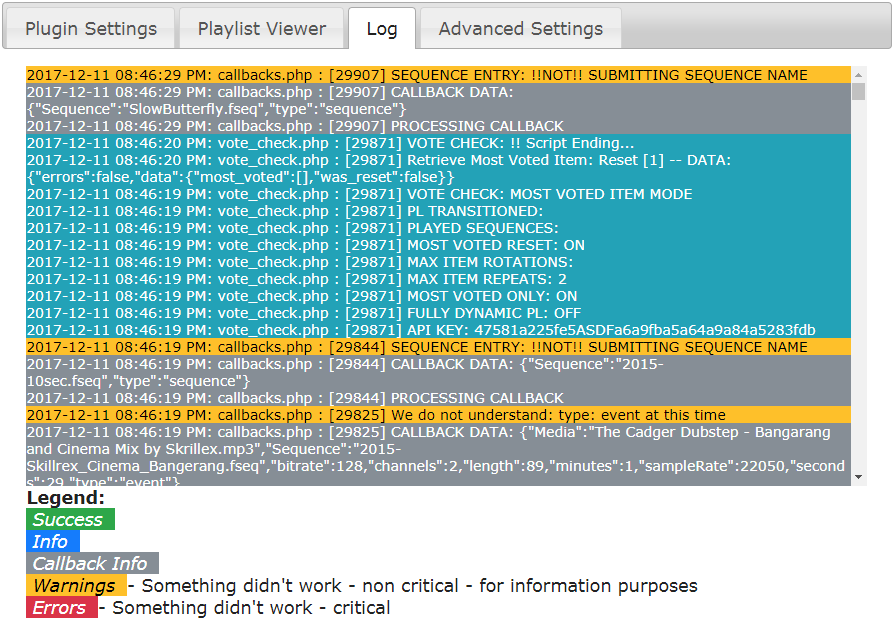 Plugin Settings Playlist Viewer Log Advanced Settings
2017-12-11 08:46:29 PM: callbacks.php : [29907] SEQUENCE ENTRY: !!NOT!! SUBMITTING SEQUENCE NAME
2017-12-11 08:46:29 PM: callbacks.php : [29907] CALLBACK DATA:
{"Sequence":"SlowButterfly.fseq","type":"sequence"}
2017-12-11 08:46:29 PM: callbacks.php : [29907] PROCESSING CALLBACK
2017-12-11 08:46:20 PM: vote_check.php : [29871] VOTE CHECK: !! Script Ending...
2017-12-11 08:46:20 PM: vote_check.php : [29871] Retrieve Most Voted Item: Reset [1] -- DATA:
{"errors":false,"data":{"most_voted":[],"was_reset":false}}
2017-12-11 08:46:19 PM: vote_check.php : [29871] VOTE CHECK: MOST VOTED ITEM MODE
2017-12-11 08:46:19 PM: vote_check.php : [29871] PL TRANSITIONED:
2017-12-11 08:46:19 PM: vote_check.php : [29871] PLAYED SEQUENCES:
2017-12-11 08:46:19 PM: vote_check.php : [29871] MOST VOTED RESET: ON
2017-12-11 08:46:19 PM: vote_check.php : [29871] MAX ITEM ROTATIONS:
2017-12-11 08:46:19 PM: vote_check.php : [29871] MAX ITEM REPEATS: 2
2017-12-11 08:46:19 PM: vote_check.php : [29871] MOST VOTED ONLY: ON
2017-12-11 08:46:19 PM: vote_check.php : [29871] FULLY DYNAMIC PL: OFF
2017-12-11 08:46:19 PM: vote_check.php : [29871] API KEY: 47581a225fe5ASDFa6a9fba5a64a9a84a5283fdb
2017-12-11 08:46:19 PM: callbacks.php : [29844] SEQUENCE ENTRY: !!NOT!! SUBMITTING SEQUENCE NAME
2017-12-11 08:46:19 PM: callbacks.php : [29844] CALLBACK DATA: {"Sequence":"2015-
10sec.fseq","type":"sequence"}
2017-12-11 08:46:19 PM: callbacks.php : [29844] PROCESSING CALLBACK
2017-12-11 08:46:19 PM: callbacks.php : [29825] We do not understand: type: event at this time
2017-12-11 08:46:19 PM: callbacks.php : [29825] CALLBACK DATA: {"Media":"The Cadger Dubstep - Bangarang
and Cinema Mix by Skrillex.mp3","Sequence":"2015-
Skillrex_Cinema_Bangerang.fseq","bitrate":128,"channels":2,"length":89,"minutes":1,"sampleRate":22050,"second
s":29,"type":"event"}
Legend:
Success
Info
Callback Info
Warnings - Something didn't work - non critical - for information purposes
Errors - Something didn't work - critical